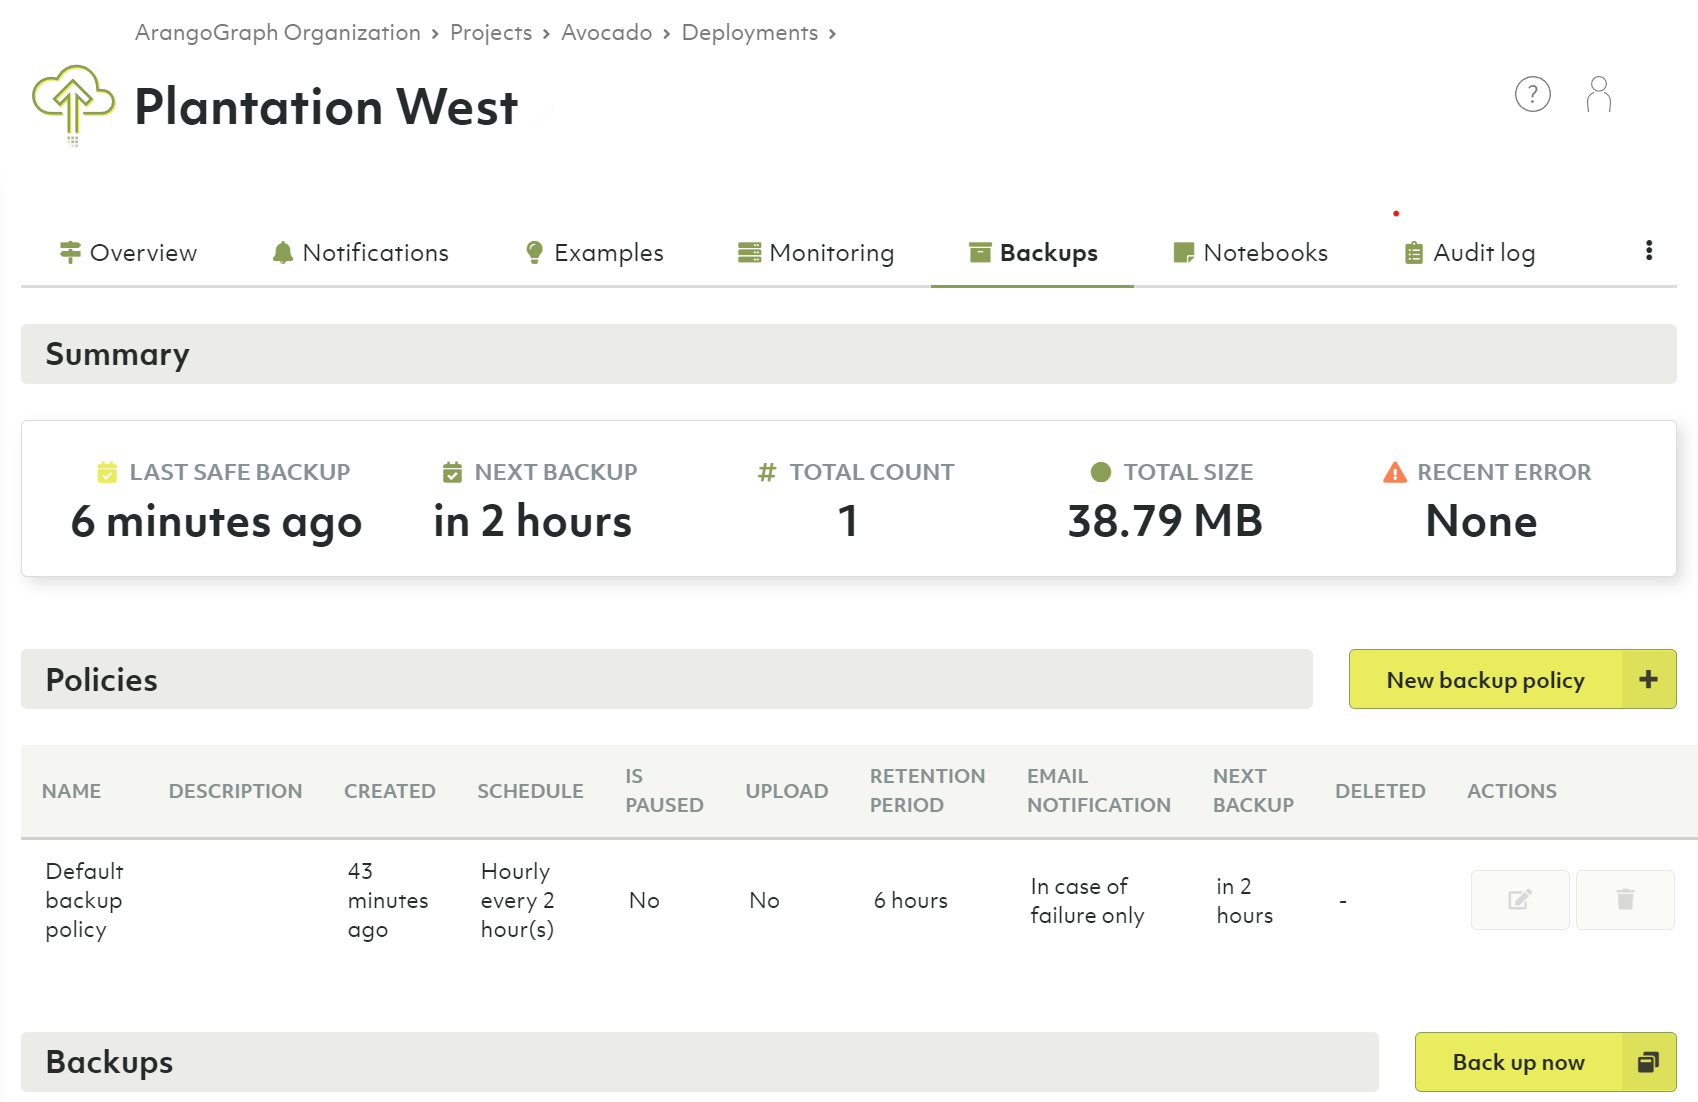 ArangoGraph Organization › Projects › Avocado › Deployments ›
Plantation West
?
Overview
Notifications
Examples
Monitoring
Backups
Notebooks
Audit log
Summary
LAST SAFE BACKUP
6 minutes ago
NEXT BACKUP
in 2 hours
# TOTAL COUNT
1
TOTAL SIZE
38.79 MB
RECENT ERROR
None
Policies
New backup policy +
NAME
DESCRIPTION
CREATED
SCHEDULE
IS
PAUSED
UPLOAD
RETENTION
PERIOD
EMAIL
NOTIFICATION
NEXT
BACKUP
DELETED
ACTIONS
Default
backup
policy
43
minutes
ago
Hourly
every 2
hour(s)
No
No
6 hours
In case of
failure only
in 2
hours
-
Backups
Back up now